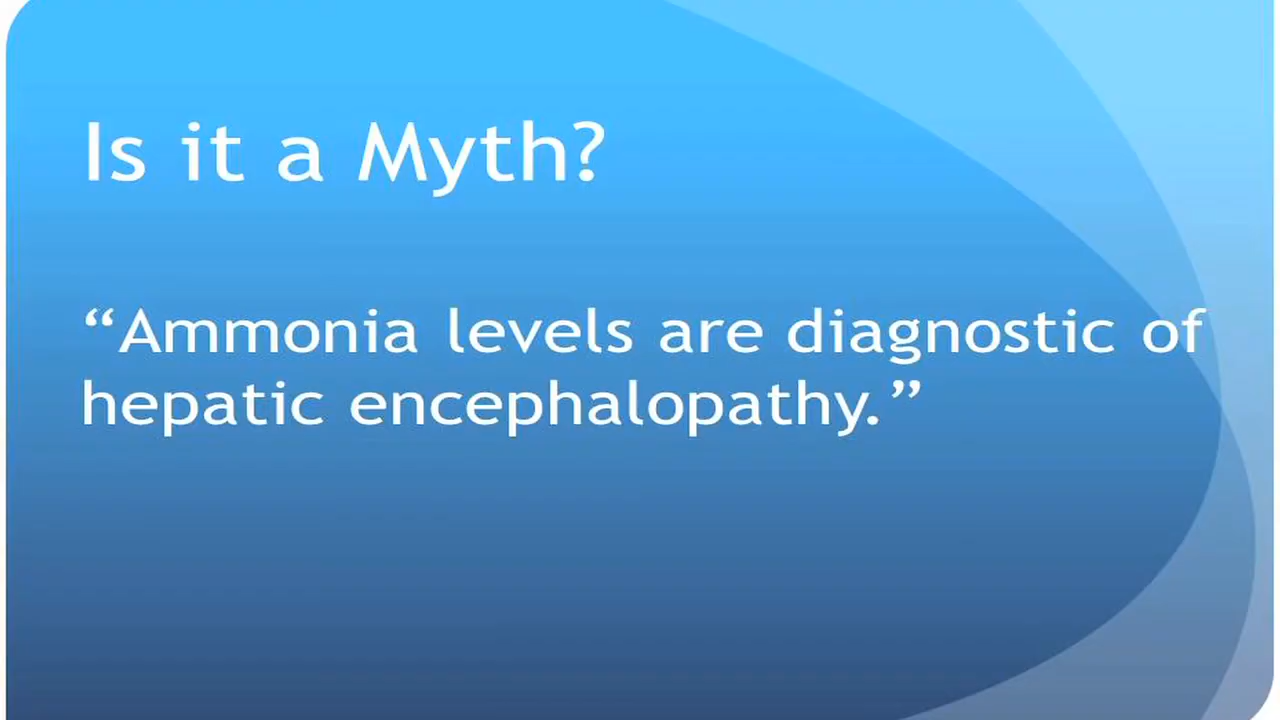 Is it a Myth?
“Ammonia levels are diagnostic of
hepatic encephalopathy.”